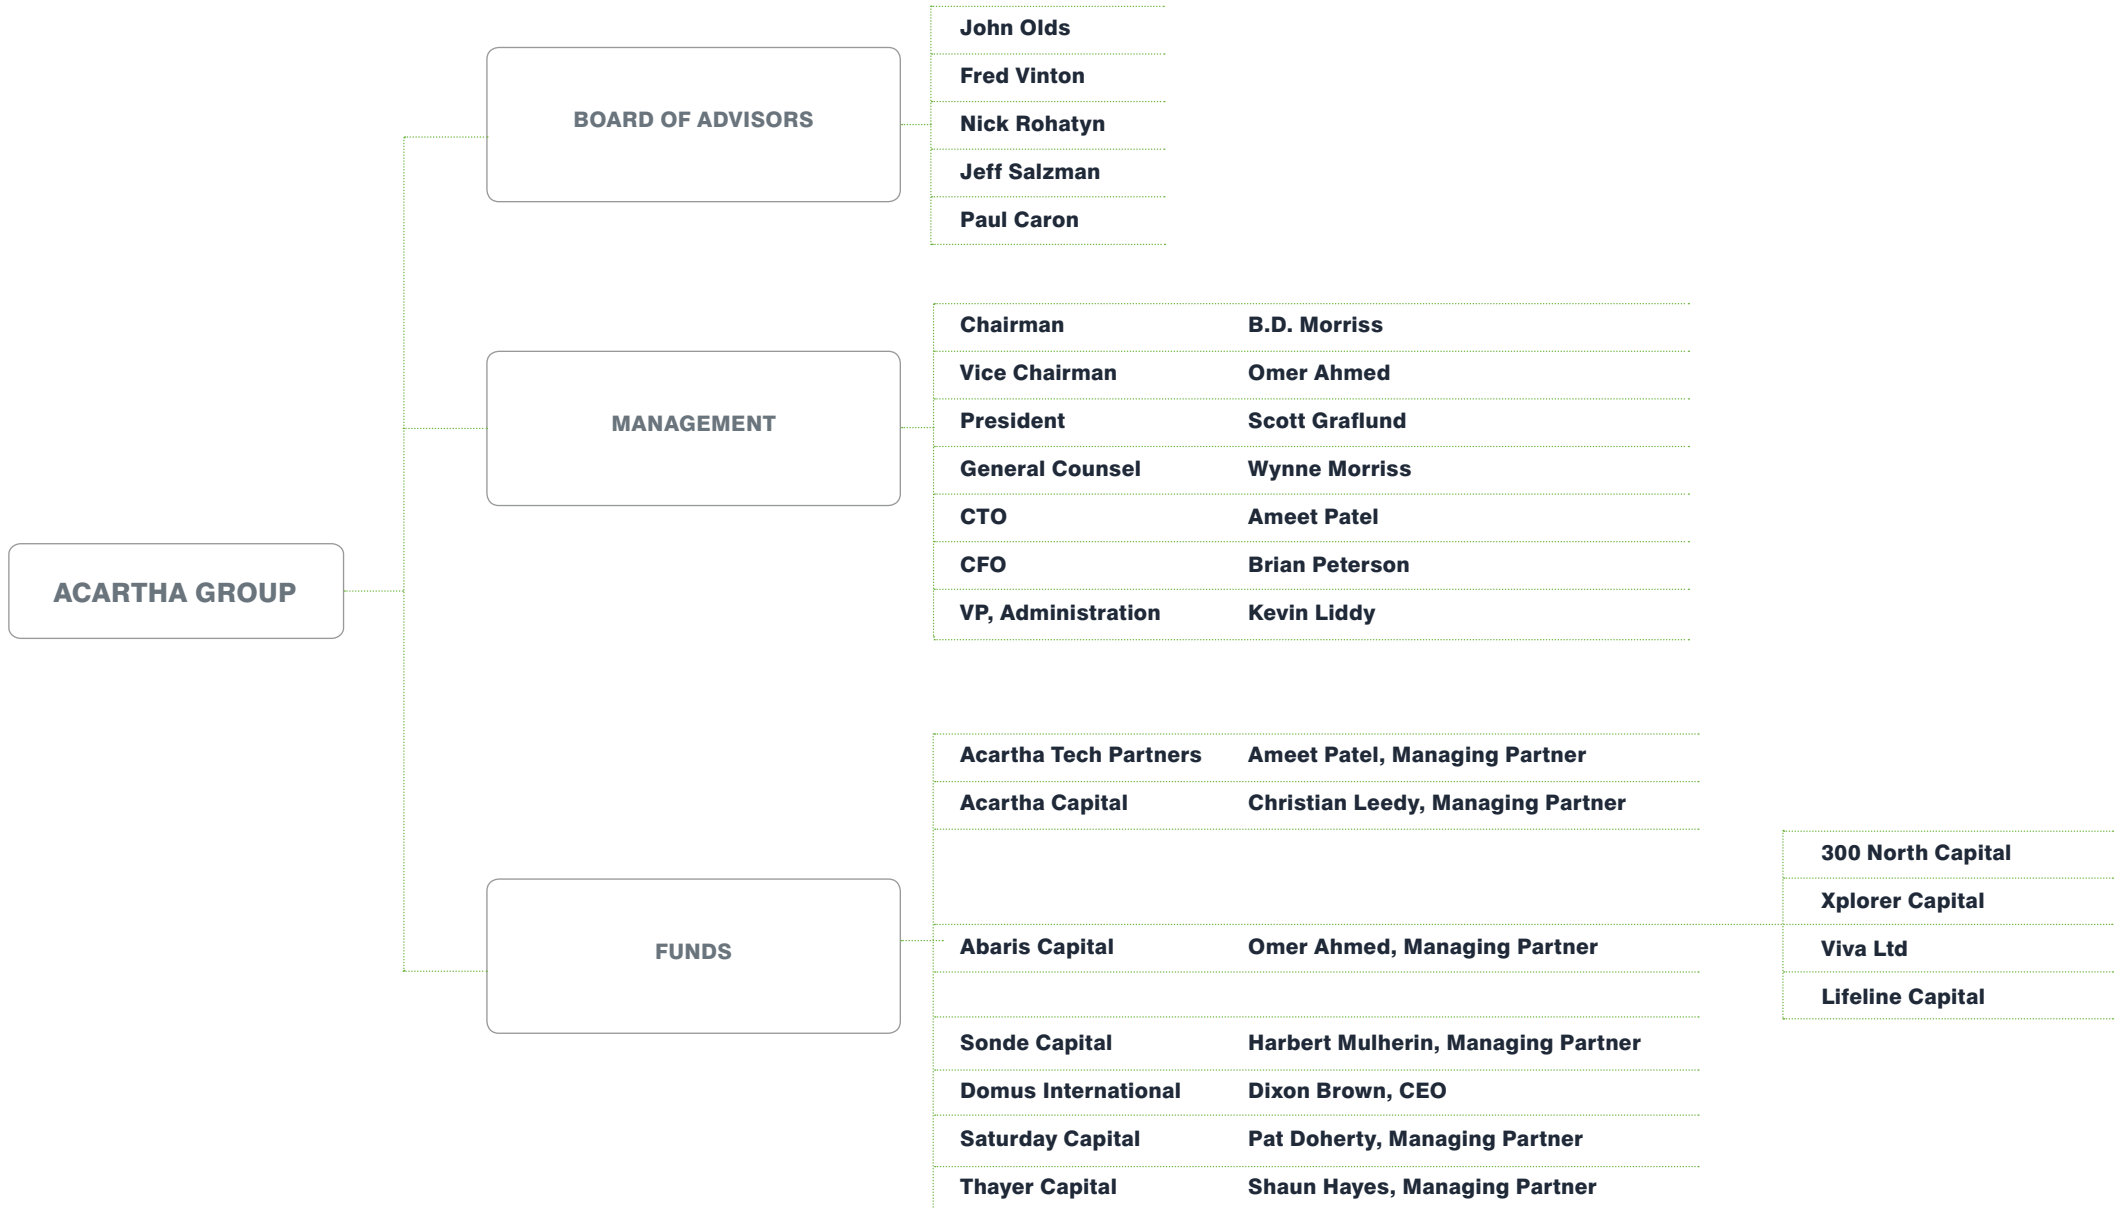 John Olds
Fred Vinton
BOARD OF ADVISORS
Nick Rohatyn
Jeff Salzman
Paul Caron
Chairman B.D. Morriss
Vice Chairman Omer Ahmed
President Scott Graflund
MANAGEMENT
General Counsel Wynne Morriss
CTO Ameet Patel
CFO Brian Peterson
ACARTHA GROUP
VP, Administration Kevin Liddy
Acartha Tech Partners Ameet Patel, Managing Partner
Acartha Capital Christian Leedy, Managing Partner
300 North Capital
Xplorer Capital
FUNDS
Abaris Capital Omer Ahmed, Managing Partner
Viva Ltd
Lifeline Capital
Sonde Capital Harbert Mulherin, Managing Partner
Domus International Dixon Brown, CEO
Saturday Capital Pat Doherty, Managing Partner
Thayer Capital Shaun Hayes, Managing Partner